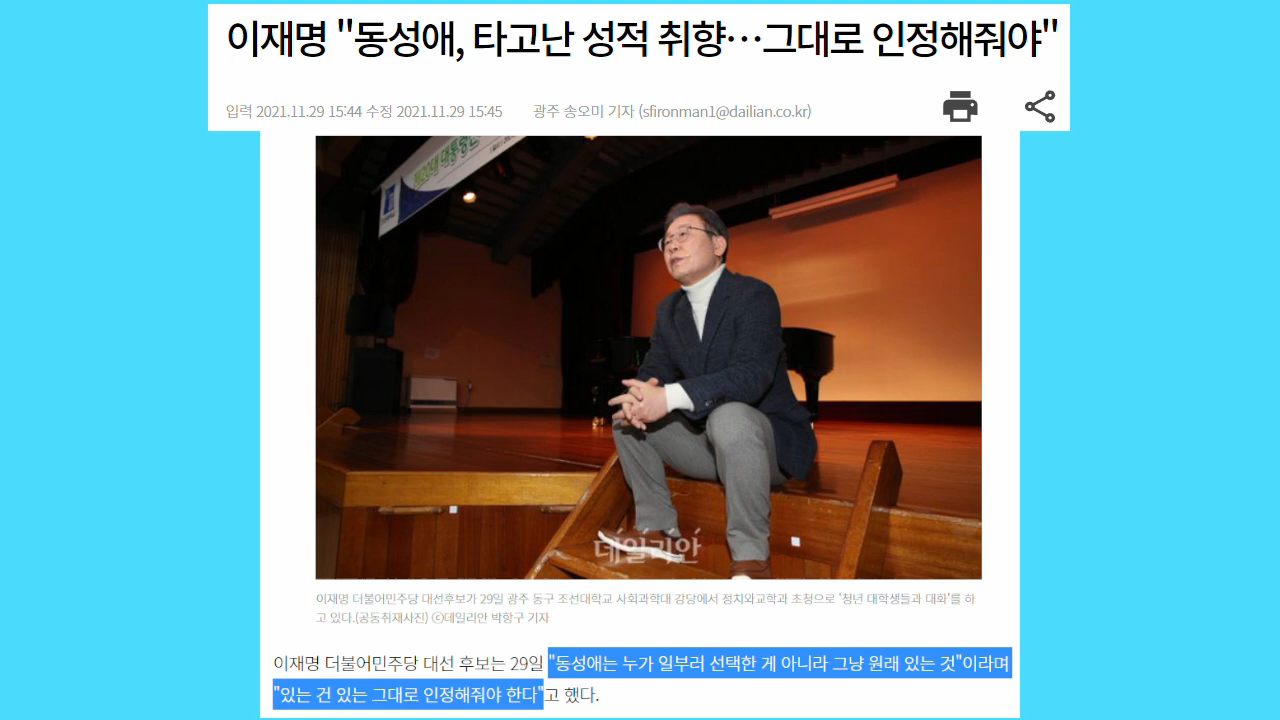 이재명 "동성애, 타고난 성적 취향…그대로 인정해줘야"
입력 2021.11.29 15:44 수정 2021.11.29 15:45 광주 송오미 기자 (sfironman1@dailian.co.kr)
데일리안
이재명 더불어민주당 대선후보가 29일 광주 동구 조선대학교 사회과학대 강당에서 정치외교학과 초청으로 '청년 대학생들과 대화'를 하
고 있다.(공동취재사진) ⓒ데일리안 박항구 기자
이재명 더불어민주당 대선 후보는 29일 "동성애는 누가 일부러 선택한 게 아니라 그냥 원래 있는 것"이라며
"있는 건 있는 그대로 인정해줘야 한다"고 했다.